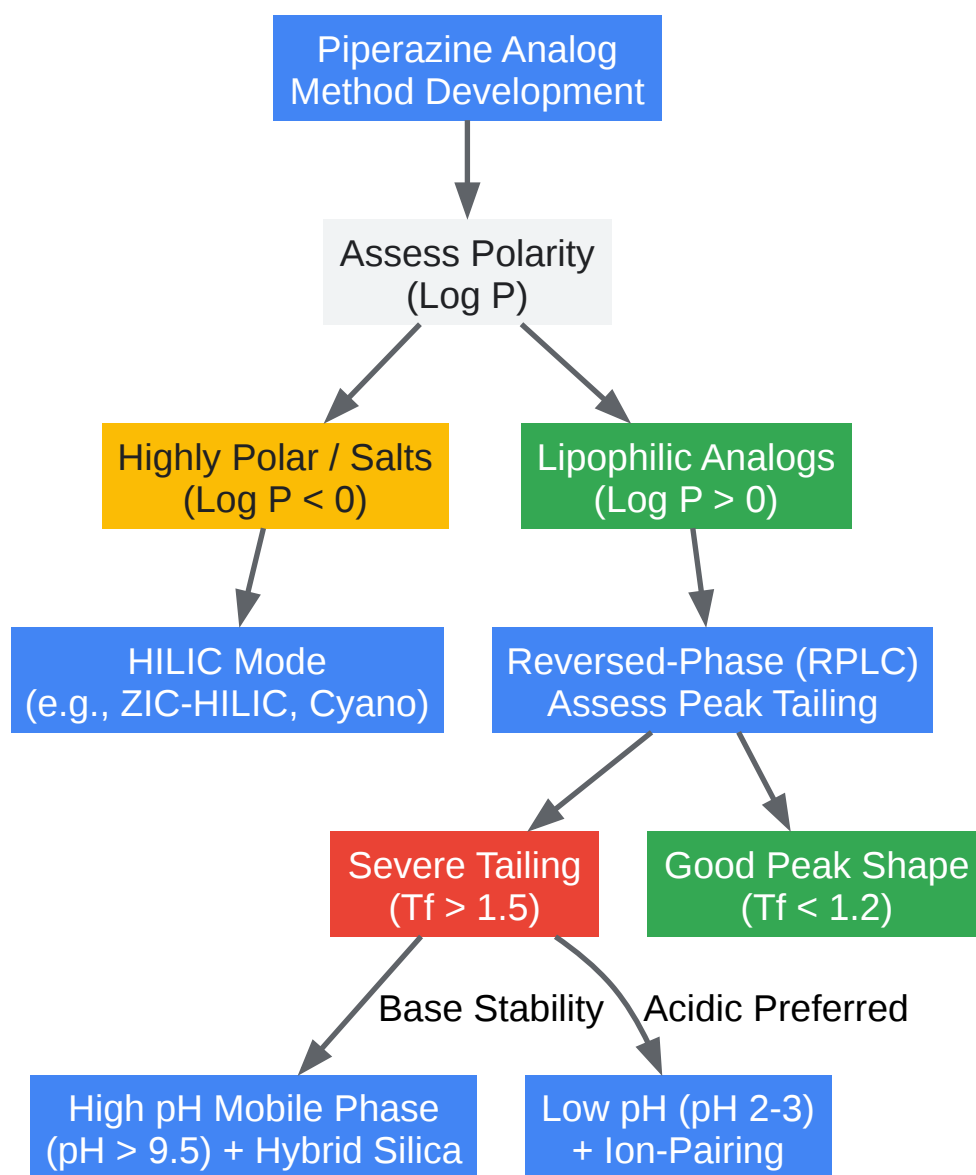 Piperazine Analog
Method Development
Assess Polarity
(Log P)
Highly Polar / Salts
(Log P < 0)
Lipophilic Analogs
(Log P > 0)
HILIC Mode
(e.g., ZIC-HILIC, Cyano)
Reversed-Phase (RPLC)
Assess Peak Tailing
Severe Tailing
(Tf > 1.5)
Good Peak Shape
(Tf < 1.2)
Base Stability
Acidic Preferred
High pH Mobile Phase
(pH > 9.5) + Hybrid Silica
Low pH (pH 2-3)
+ Ion-Pairing